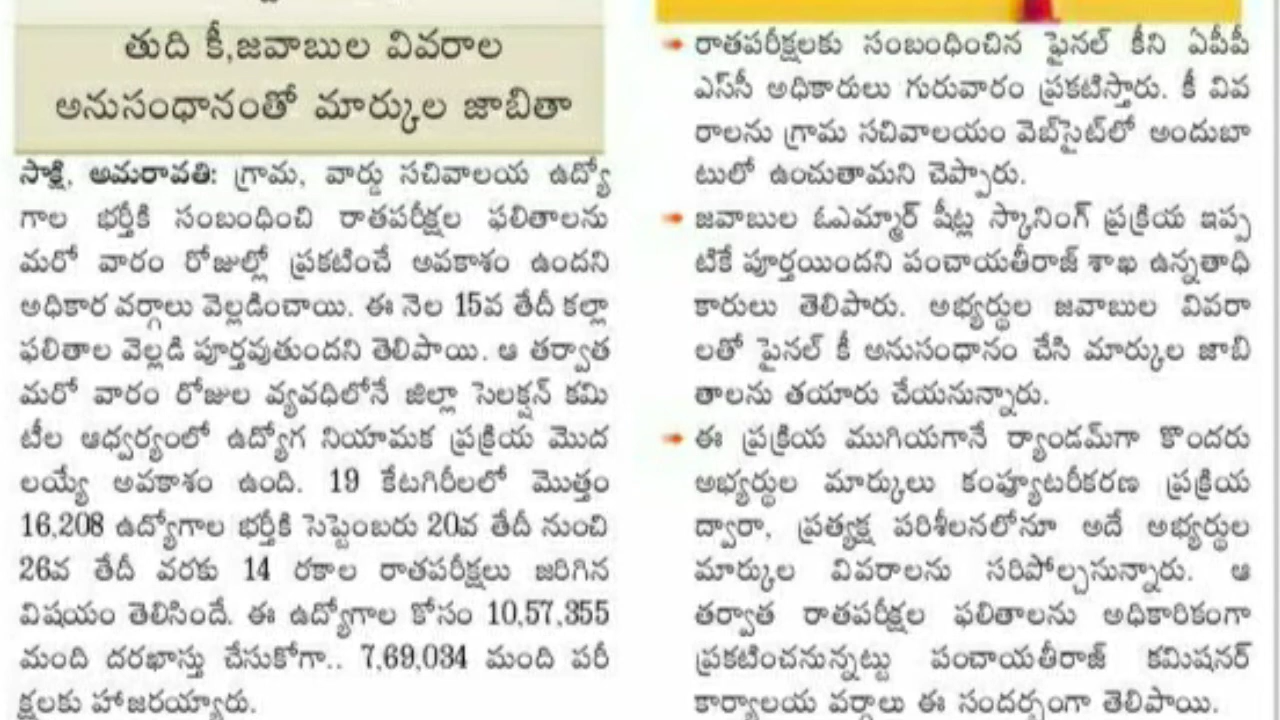 తుది కీ,జవాబుల వివరాల
అనుసంధానంతో మార్కుల జాబితా
సాక్షి, అమరావతి: గ్రామ, వార్డు సచివాలయ ఉద్యో
గాల భర్తీకి సంబంధించి రాతపరీక్షల ఫలితాలను
మరో వారం రోజుల్లో ప్రకటించే అవకాశం ఉందని
అధికార వర్గాలు వెల్లడించాయి. ఈ నెల 15వ తేదీ కల్లా
ఫలితాల వెల్లడి పూర్తవుతుందని తెలిపాయి. ఆ తర్వాత
మరో వారం రోజుల వ్యవధిలోనే జిల్లా సెలక్షన్ కమి
టీల ఆధ్వర్యంలో ఉద్యోగ నియామక ప్రక్రియ మొద
లయ్యే అవకాశం ఉంది. 19 కేటగిరీలలో మొత్తం
16,208 ఉద్యోగాల భర్తీకి సెప్టెంబరు 20వ తేదీ నుంచి
26వ తేదీ వరకు 14 రకాల రాతపరీక్షలు జరిగిన
విషయం తెలిసిందే. ఈ ఉద్యోగాల కోసం 10,57,355
మంది దరఖాస్తు చేసుకోగా.. 7,69,034 మంది పరీ
క్షలకు హాజరయ్యారు.
రాతపరీక్షలకు సంబంధించిన ఫైనల్ కీని ఏపీపీ
ఎస్‌సీ అధికారులు గురువారం ప్రకటిస్తారు. కీ వివ
రాలను గ్రామ సచివాలయం వెబ్‌సైట్‌లో అందుబా
టులో ఉంచుతామని చెప్పారు.
జవాబుల ఓఎమ్మార్ షీట్ల స్కానింగ్ ప్రక్రియ ఇప్ప
టికే పూర్తయిందని పంచాయతీరాజ్ శాఖ ఉన్నతాధి
కారులు తెలిపారు. అభ్యర్థుల జవాబుల వివరా
లతో ఫైనల్ కీ అనుసంధానం చేసి మార్కుల జాబి
తాలను తయారు చేయనున్నారు.
ఈ ప్రక్రియ ముగియగానే ర్యాండమ్‌గా కొందరు
అభ్యర్థుల మార్కులు కంప్యూటరీకరణ ప్రక్రియ
ద్వారా, ప్రత్యక్ష పరిశీలనలోనూ అదే అభ్యర్థుల
మార్కుల వివరాలను సరిపోల్చనున్నారు. ఆ
తర్వాత రాతపరీక్షల ఫలితాలను అధికారికంగా
ప్రకటించనున్నట్టు పంచాయతీరాజ్ కమిషనర్
కార్యాలయ వర్గాలు ఈ సందర్భంగా తెలిపాయి.